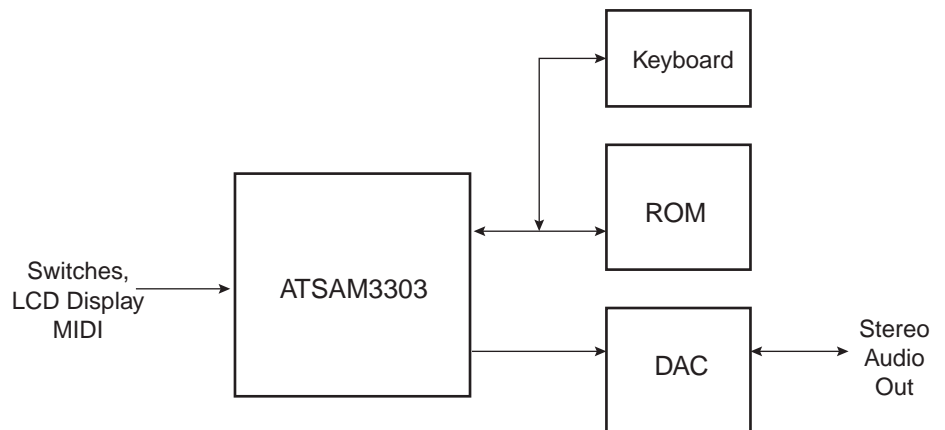 Keyboard
ROM
Switches,
LCD Display
MIDI
ATSAM3303
DAC
Stereo
Audio
Out